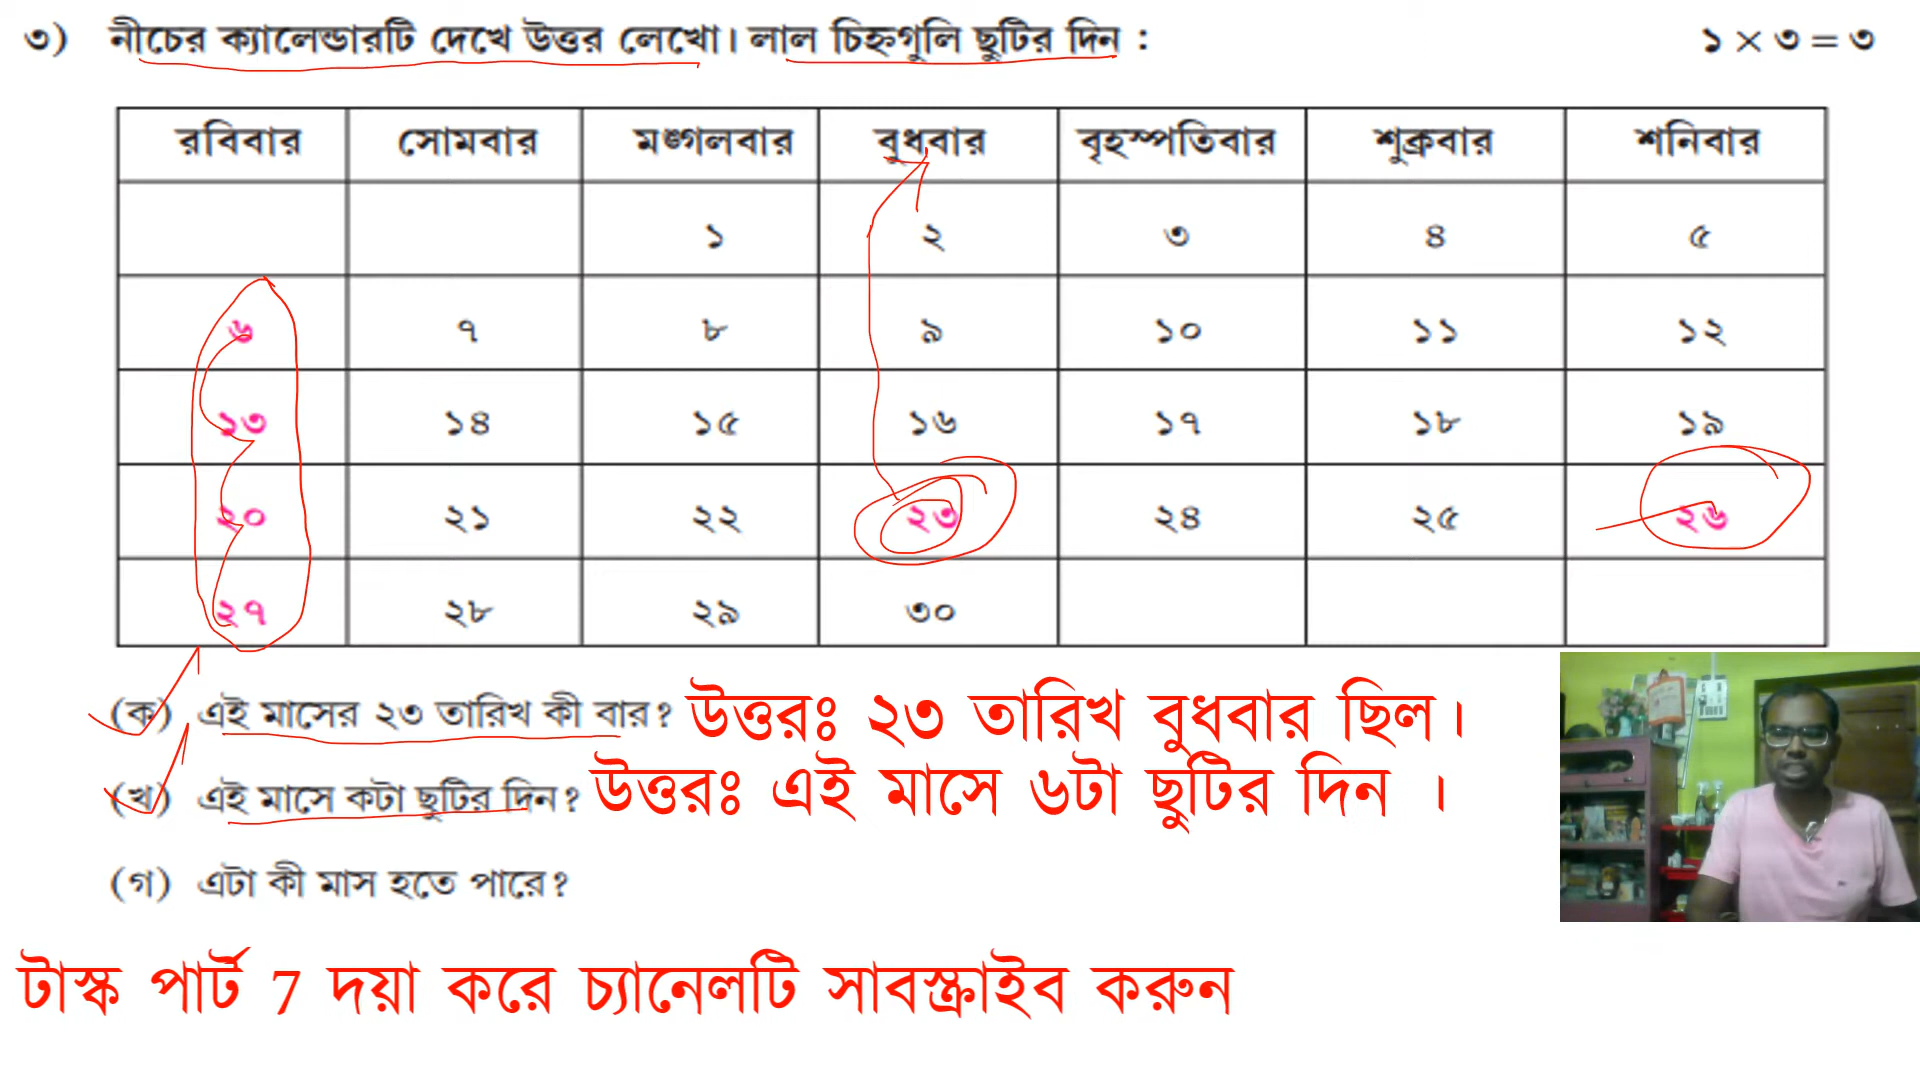 ৩) নীচের ক্যালেন্ডারটি দেখে উত্তর লেখো। লাল চিহ্নগুলি ছুটির দিন : ১ × ৩ = ৩
রবিবার সোমবার মঙ্গলবার বুধবার বৃহস্পতিবার শুক্রবার শনিবার
১ ২ ৩ ৪ ৫
৬ ৭ ৮ ৯ ১০ ১১ ১২
১৩ ১৪ ১৫ ১৬ ১৭ ১৮ ১৯
২০ ২১ ২২ ২৩ ২৪ ২৫ ২৬
২৭ ২৮ ২৯ ৩০
(ক) এই মাসের ২৩ তারিখ কী বার? উত্তরঃ ২৩ তারিখ বুধবার ছিল।
(খ) এই মাসে কটা ছুটির দিন? উত্তরঃ এই মাসে ৬টা ছুটির দিন ।
(গ) এটা কী মাস হতে পারে?
টাস্ক পার্ট 7 দয়া করে চ্যানেলটি সাবস্ক্রাইব করুন